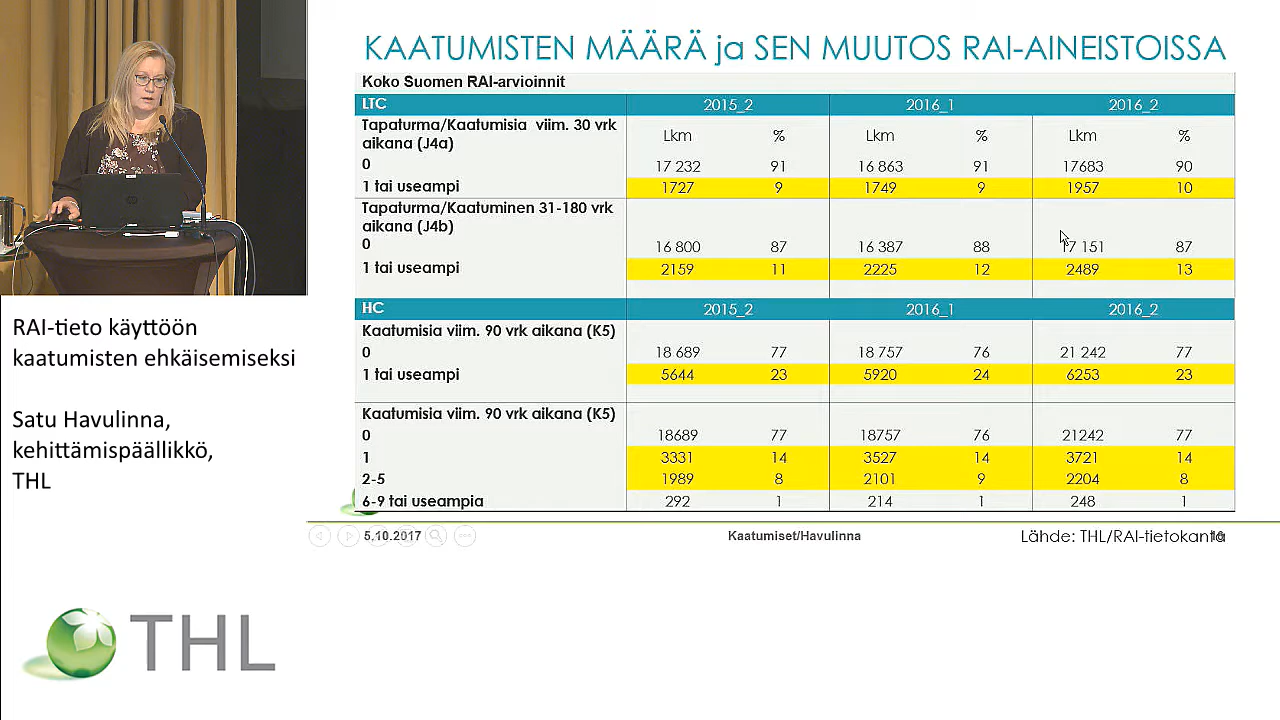 KAATUMISTEN MÄÄRÄ ja SEN MUUTOS RAI-AINEISTOISSA
Koko Suomen RAI-arvioinnit
LTC 2015_2 2016_1 2016_2
Tapaturma/Kaatumisia viim. 30 vrk
aikana (J4a) Lkm % Lkm % Lkm %
0 17 232 91 16 863 91 17683 90
1 tai useampi 1727 9 1749 9 1957 10
Tapaturma/Kaatuminen 31-180 vrk
aikana (J4b)
0 16 800 87 16 387 88 17 151 87
1 tai useampi 2159 11 2225 12 2489 13
HC 2015_2 2016_1 2016_2
Kaatumisia viim. 90 vrk aikana (K5)
0 18 689 77 18 757 76 21 242 77
1 tai useampi 5644 23 5920 24 6253 23
Kaatumisia viim. 90 vrk aikana (K5)
0 18689 77 18757 76 21242 77
1 3331 14 3527 14 3721 14
2-5 1989 8 2101 9 2204 8
6-9 tai useampia 292 1 214 1 248 1
5.10.2017 Kaatumiset/Havulinna Lähde: THL/RAI-tietokanta
RAI-tieto käyttöön
kaatumisten ehkäisemiseksi
Satu Havulinna,
kehittämispäällikkö,
THL
THL